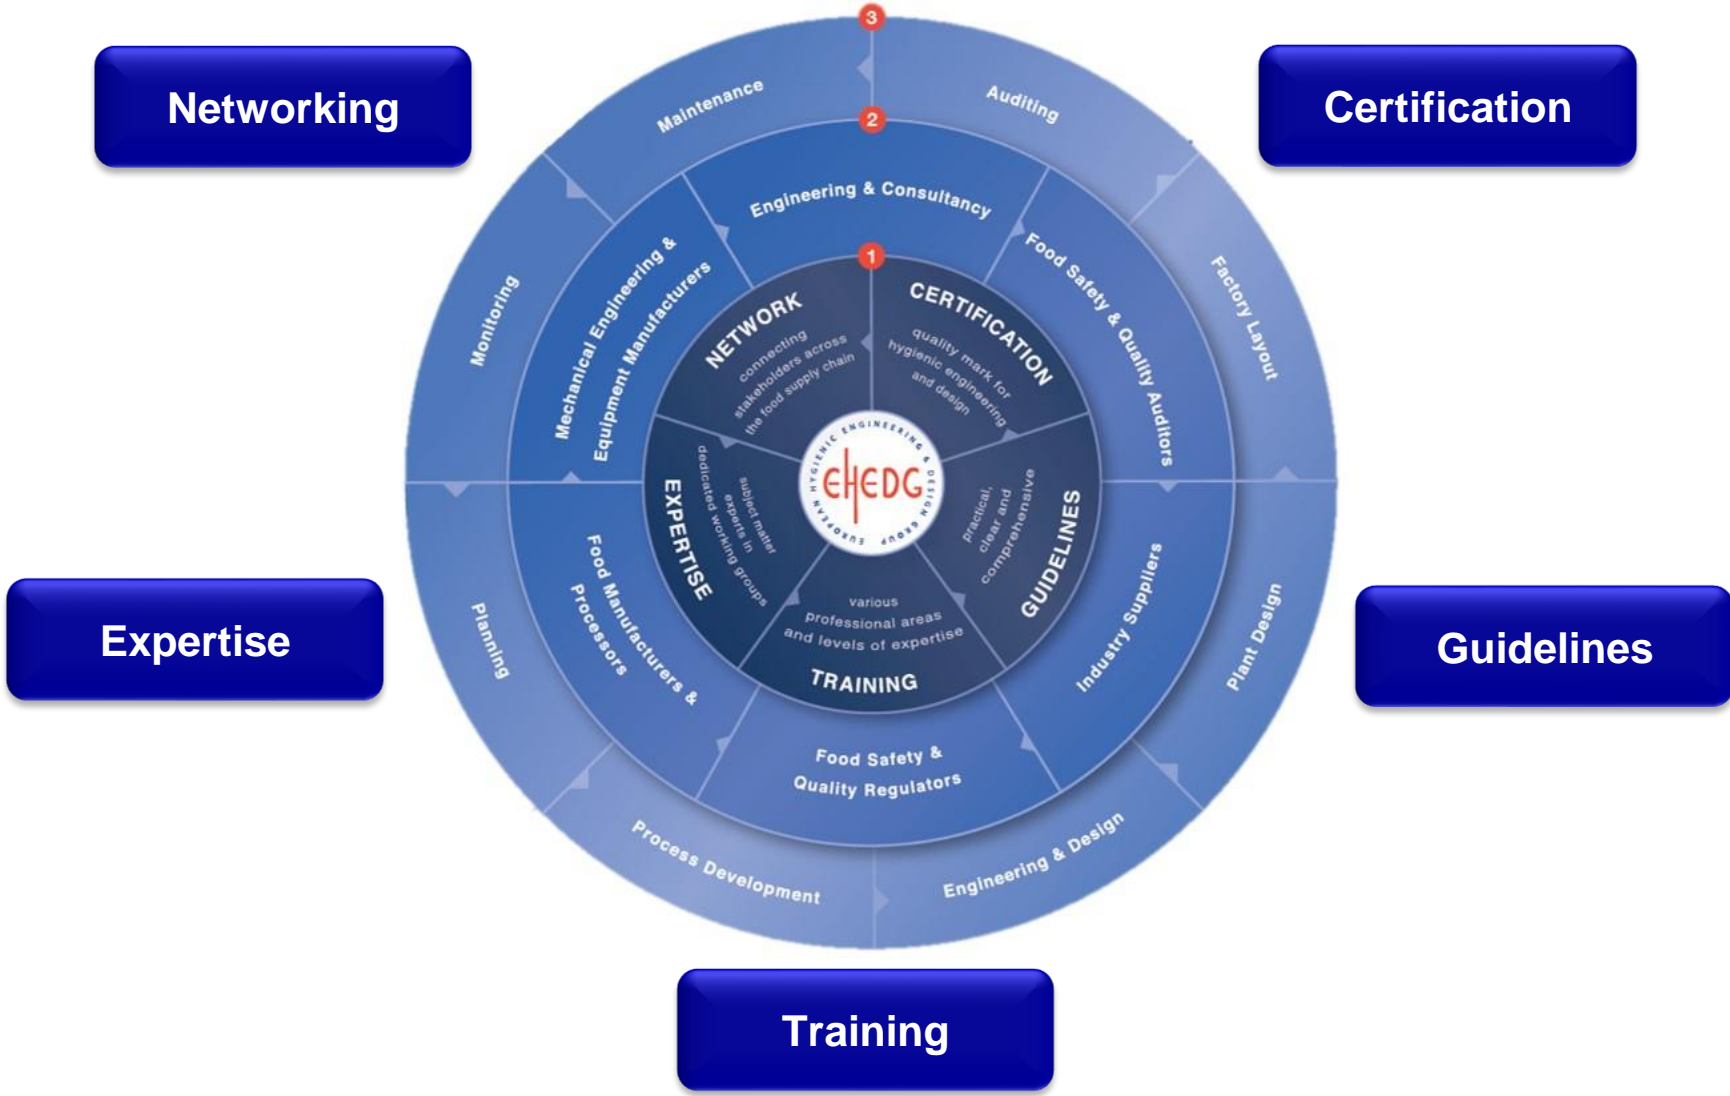 Networking
Certification
3
Maintenance
Auditing
2
Engineering & Consultancy
Mechanical Engineering &
Equipment Manufacturers
Food Safety & Quality Auditors
Monitoring
Factory Layout
1
NETWORK
connecting
stakeholders across
the food supply chain
CERTIFICATION
quality mark for
hygienic engineering
and design
EUROPEAN HYGIENIC ENGINEERING & DESIGN GROUP
EHEDG
EXPERTISE
subject matter
experts in
dedicated working groups
GUIDELINES
practical,
clear and
comprehensive
various
professional areas
and levels of expertise
TRAINING
Food Manufacturers &
Processors
Industry Suppliers
Food Safety &
Quality Regulators
Planning
Plant Design
Process Development
Engineering & Design
Expertise
Guidelines
Training